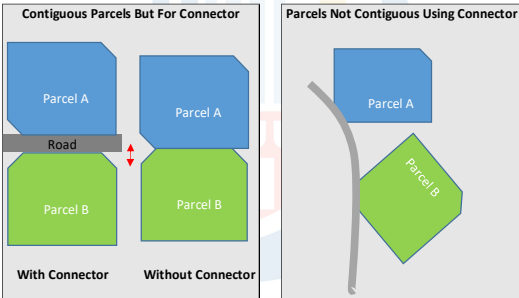 Contiguous Parcels But For Connector
Parcel A
Road
Parcel B
With Connector
Parcel A
Parcel B
Without Connector
Parcels Not Contiguous Using Connector
Parcel A
Parcel B